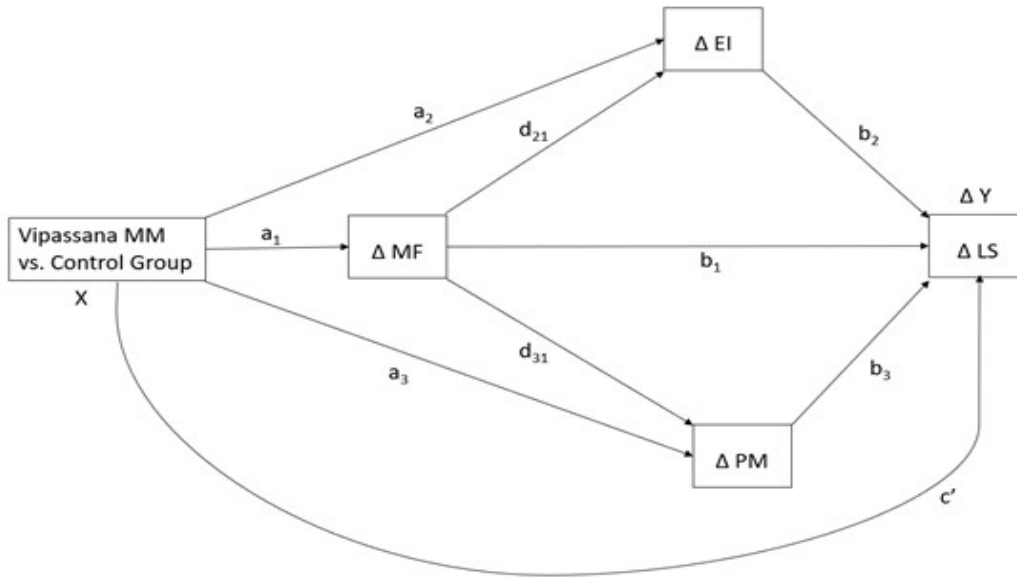 Δ EI
a₂
d₂₁
b₂
Δ Y
Vipassana MM
vs. Control Group
a₁
Δ MF
b₁
Δ LS
X
d₃₁
a₃
b₃
Δ PM
c’